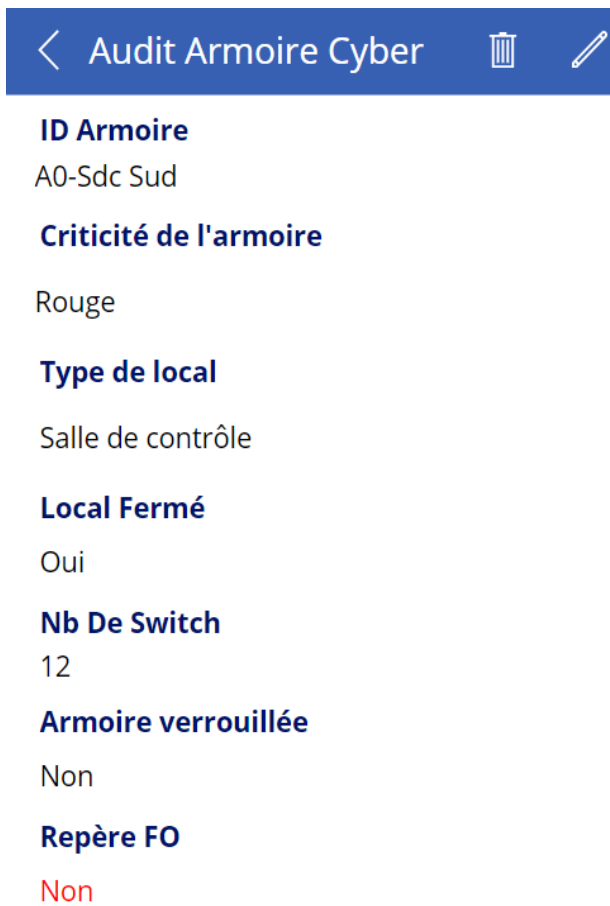 Audit Armoire Cyber
ID Armoire
A0-Sdc Sud
Criticité de l'armoire
Rouge
Type de local
Salle de contrôle
Local Fermé
Oui
Nb De Switch
12
Armoire verrouillée
Non
Repère FO
Non